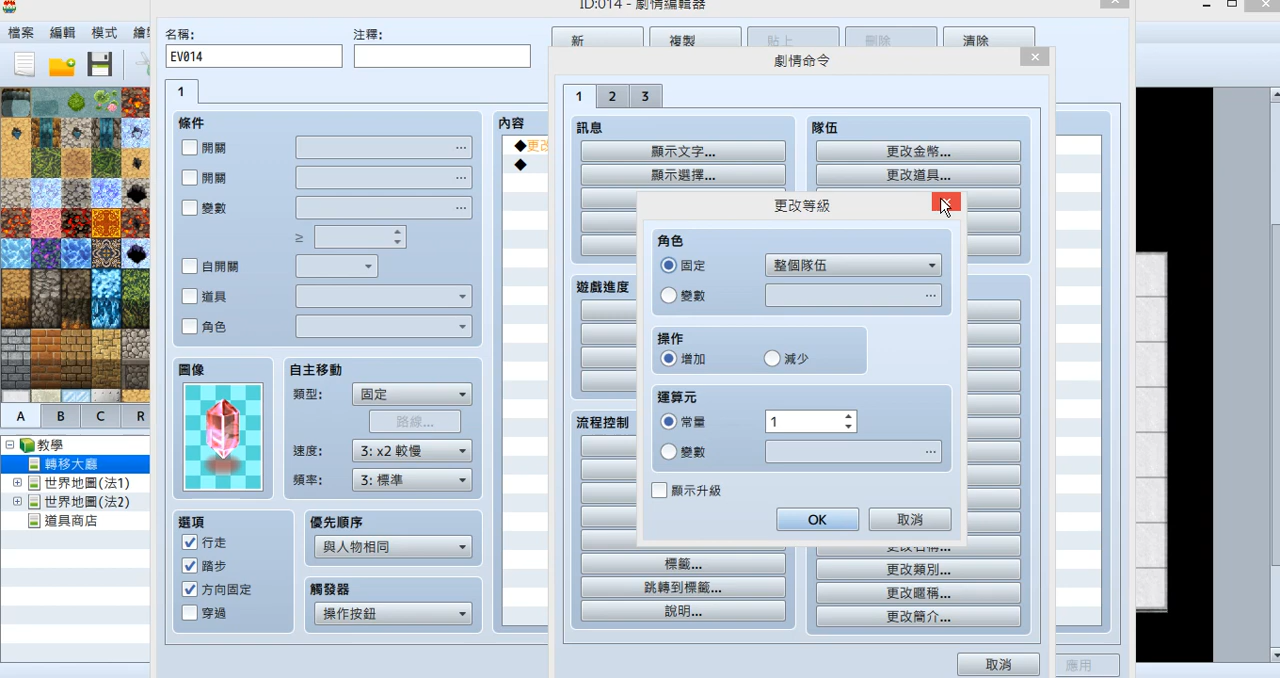 ID:014 - 劇情編輯器
檔案 編輯 模式
名稱:
注釋:
EV014
新 複製 貼上 刪除 清除
1
條件
開關
開關
變數
≥
自開關
道具
角色
圖像
自主移動
類型: 固定
路線...
速度: 3: x2 較慢
頻率: 3: 標準
選項
行走
踏步
方向固定
穿過
優先順序
與人物相同
觸發器
操作按鈕
內容
◆更改
◆
劇情命令
1 2 3
訊息
顯示文字...
顯示選擇...
遊戲進度
流程控制
標籤...
跳轉到標籤...
說明...
隊伍
更改金幣...
更改道具...
更改名稱...
更改類別...
更改暱稱...
更改簡介...
取消 應用
更改等級
角色
固定 整個隊伍
變數
操作
增加 減少
運算元
常量 1
變數
顯示升級
OK 取消
A B C R
教學
轉移大廳
世界地圖(法1)
世界地圖(法2)
道具商店